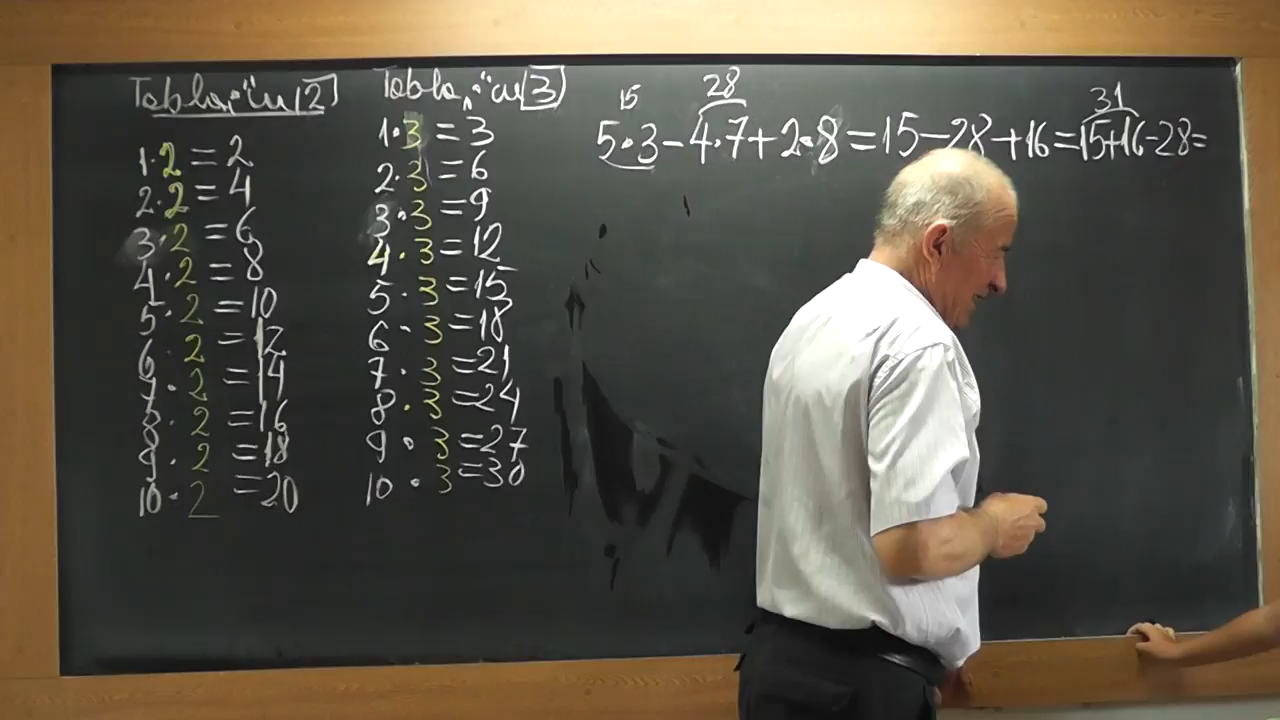 Tabla „cu 2
1·2 = 2
2·2 = 4
3·2 = 6
4·2 = 8
5·2 = 10
6·2 = 12
7·2 = 14
8·2 = 16
9·2 = 18
10·2 = 20
Tabla „cu 3
1·3 = 3
2·3 = 6
3·3 = 9
4·3 = 12
5·3 = 15
6·3 = 18
7·3 = 21
8·3 = 24
9·3 = 27
10·3 = 30
15 28 31
5·3-4·7+2·8=15-28+16=15+16-28=